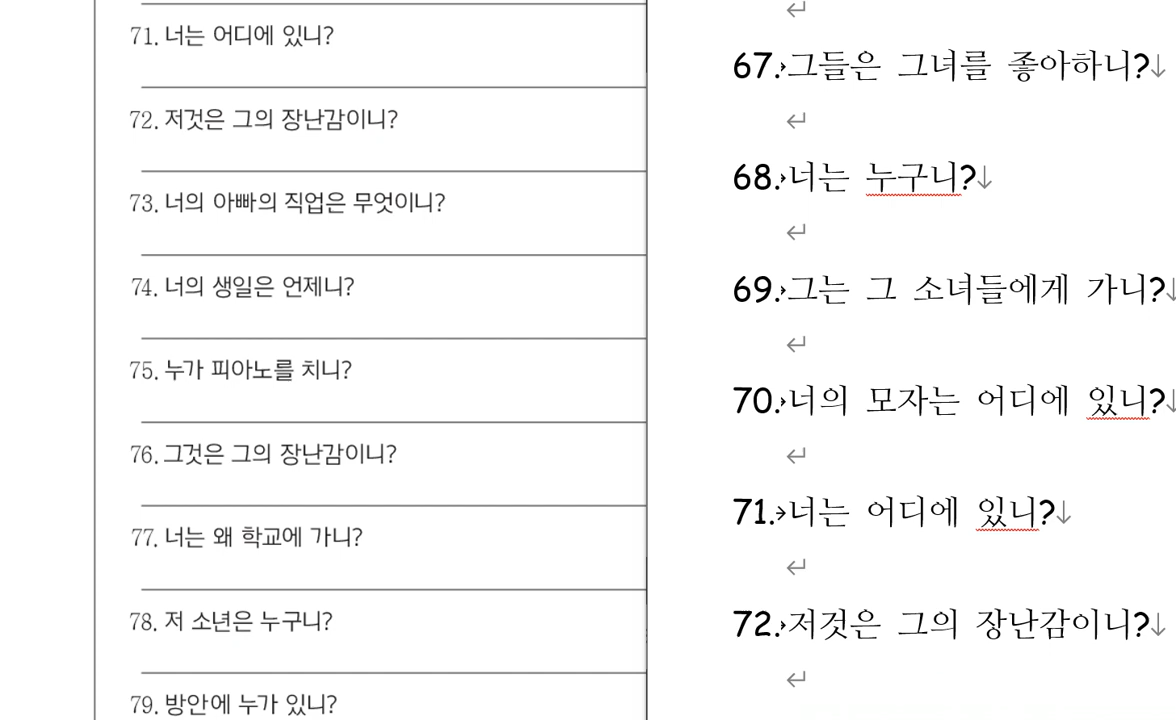 71. 너는 어디에 있니?
72. 저것은 그의 장난감이니?
73. 너의 아빠의 직업은 무엇이니?
74. 너의 생일은 언제니?
75. 누가 피아노를 치니?
76. 그것은 그의 장난감이니?
77. 너는 왜 학교에 가니?
78. 저 소년은 누구니?
79. 방안에 누가 있니?
67. 그들은 그녀를 좋아하니?
68. 너는 누구니?
69. 그는 그 소녀들에게 가니?
70. 너의 모자는 어디에 있니?
71. 너는 어디에 있니?
72. 저것은 그의 장난감이니?